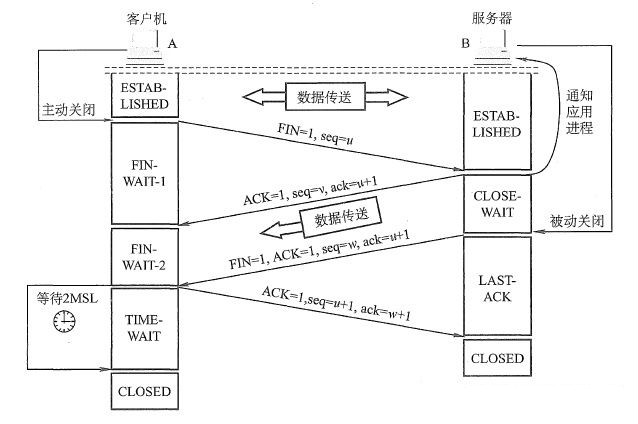 客户机
服务器
A
B
ESTAB-
LISHED
数据传送
主动关闭
通知
应用
进程
ESTAB-
LISHED
FIN=1, seq=u
FIN-
WAIT-1
ACK=1, seq=v, ack=u+1
CLOSE-
WAIT
数据传送
被动关闭
FIN-
WAIT-2
FIN=1, ACK=1, seq=w, ack=u+1
LAST-
ACK
等待2MSL
ACK=1,seq=u+1, ack=w+1
TIME-
WAIT
CLOSED
CLOSED